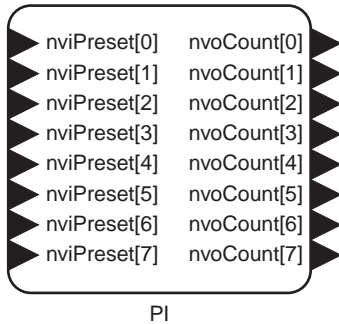 nviPreset[0] nvoCount[0]
nviPreset[1] nvoCount[1]
nviPreset[2] nvoCount[2]
nviPreset[3] nvoCount[3]
nviPreset[4] nvoCount[4]
nviPreset[5] nvoCount[5]
nviPreset[6] nvoCount[6]
nviPreset[7] nvoCount[7]
PI